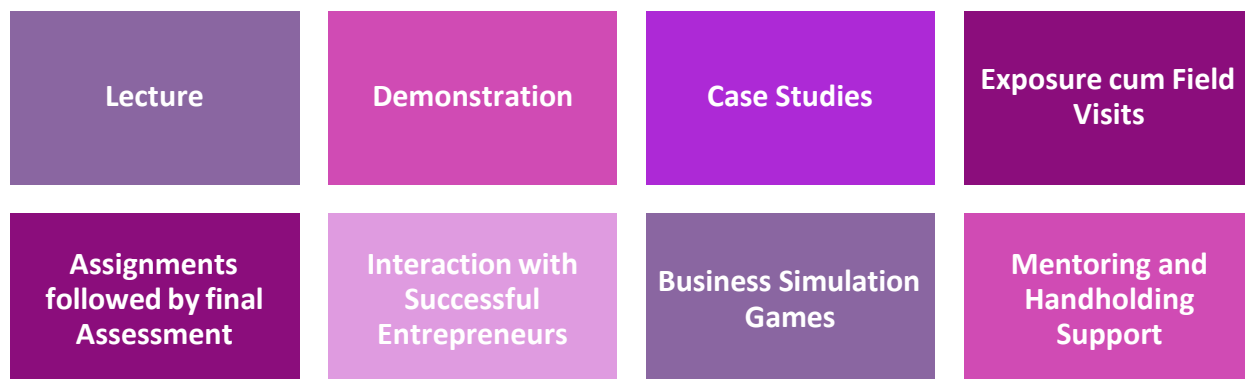 Lecture
Demonstration
Case Studies
Exposure cum Field
Visits
Assignments
followed by final
Assessment
Interaction with
Successful
Entrepreneurs
Business Simulation
Games
Mentoring and
Handholding
Support